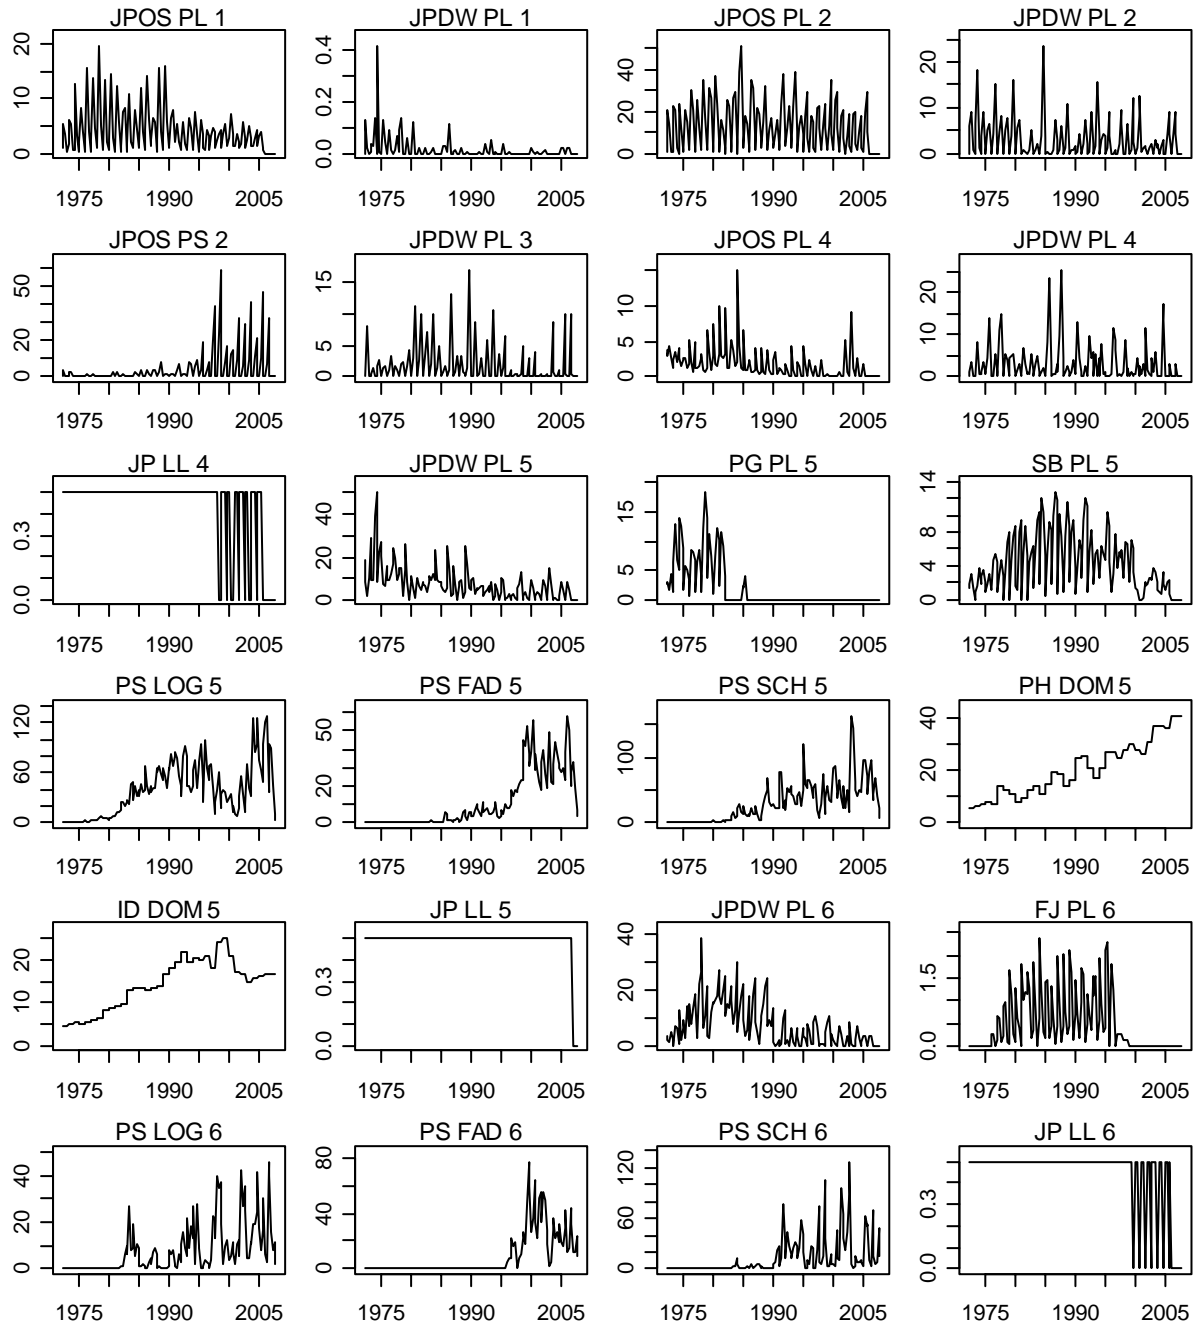 JPOS PL 1 JPDW PL 1 JPOS PL 2 JPDW PL 2
0 10 20 0.0 0.2 0.4 0 20 40 0 10 20
1975 1990 2005 1975 1990 2005 1975 1990 2005 1975 1990 2005
JPOS PS 2 JPDW PL 3 JPOS PL 4 JPDW PL 4
0 20 50 0 5 15 0 5 10 0 10 20
1975 1990 2005 1975 1990 2005 1975 1990 2005 1975 1990 2005
JP LL 4 JPDW PL 5 PG PL 5 SB PL 5
0.0 0.3 0 20 40 0 5 15 0 4 8 14
1975 1990 2005 1975 1990 2005 1975 1990 2005 1975 1990 2005
PS LOG 5 PS FAD 5 PS SCH 5 PH DOM 5
0 60 120 0 20 50 0 100 0 20 40
1975 1990 2005 1975 1990 2005 1975 1990 2005 1975 1990 2005
ID DOM 5 JP LL 5 JPDW PL 6 FJ PL 6
0 10 20 0.0 0.3 0 20 40 0.0 1.5
1975 1990 2005 1975 1990 2005 1975 1990 2005 1975 1990 2005
PS LOG 6 PS FAD 6 PS SCH 6 JP LL 6
0 20 40 0 40 80 0 60 120 0.0 0.3
1975 1990 2005 1975 1990 2005 1975 1990 2005 1975 1990 2005